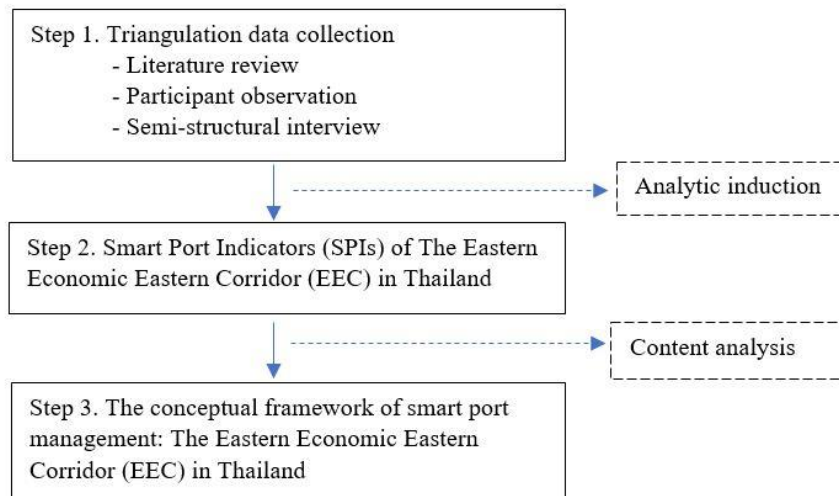 Step 1. Triangulation data collection
- Literature review
- Participant observation
- Semi-structural interview
Analytic induction
Step 2. Smart Port Indicators (SPIs) of The Eastern
Economic Eastern Corridor (EEC) in Thailand
Content analysis
Step 3. The conceptual framework of smart port
management: The Eastern Economic Eastern
Corridor (EEC) in Thailand